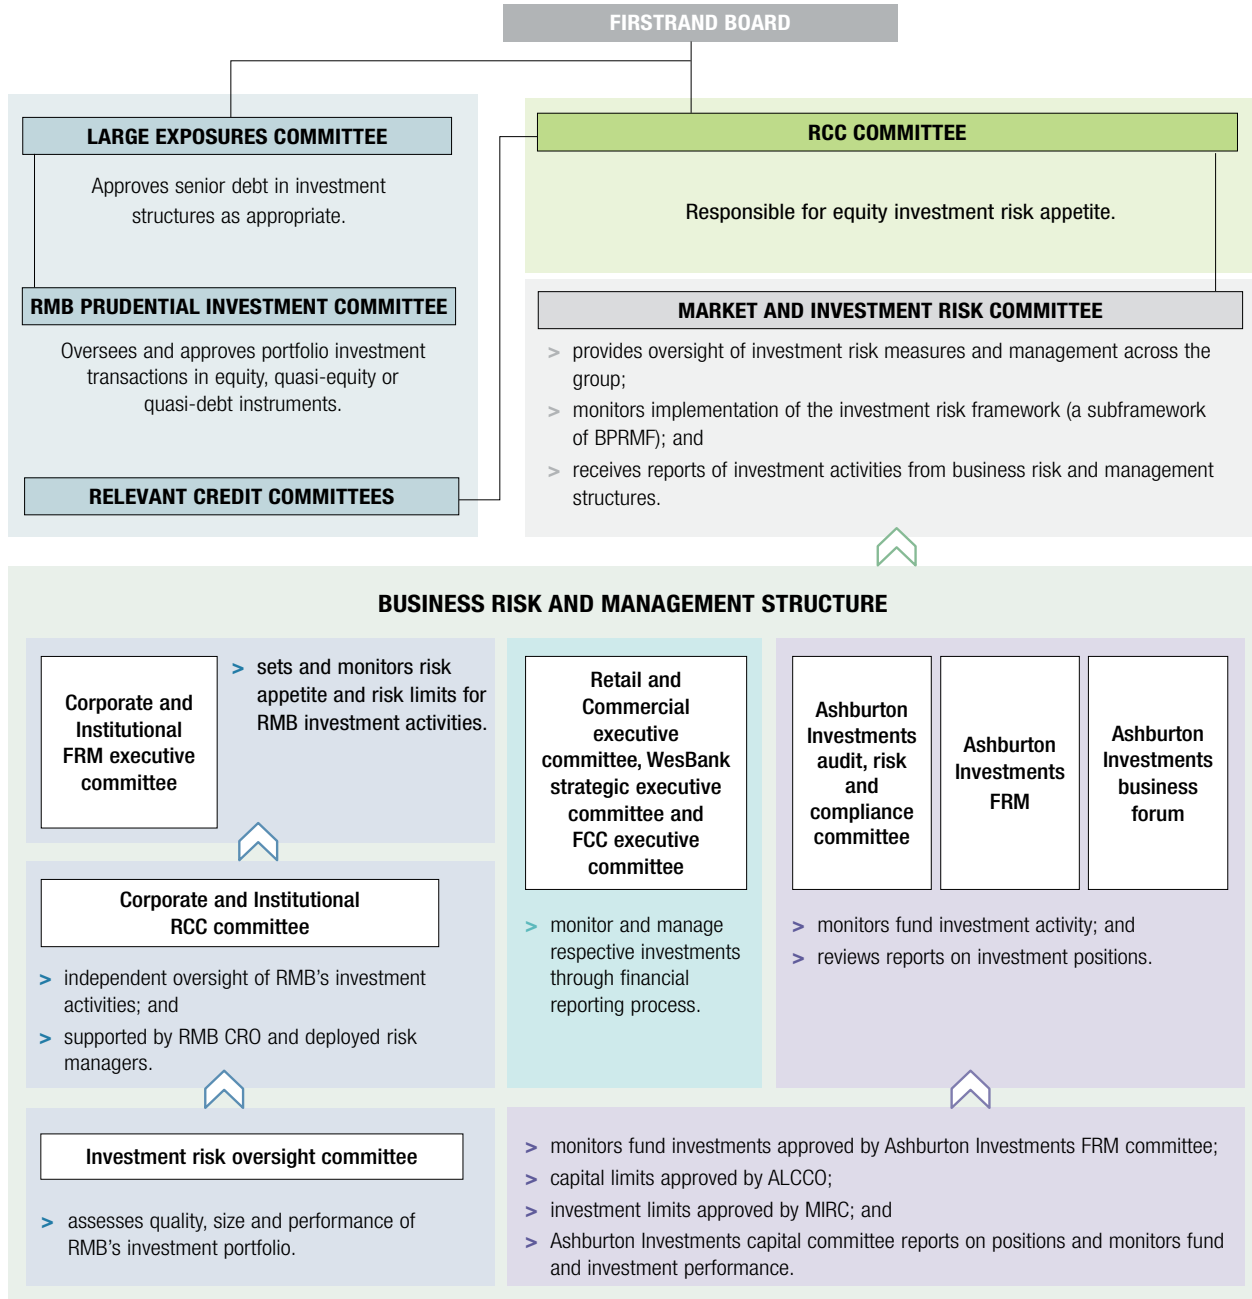 FIRSTRAND BOARD
LARGE EXPOSURES COMMITTEE
Approves senior debt in investment
structures as appropriate.
RMB PRUDENTIAL INVESTMENT COMMITTEE
Oversees and approves portfolio investment
transactions in equity, quasi-equity or
quasi-debt instruments.
RELEVANT CREDIT COMMITTEES
RCC COMMITTEE
Responsible for equity investment risk appetite.
MARKET AND INVESTMENT RISK COMMITTEE
> provides oversight of investment risk measures and management across the
group;
> monitors implementation of the investment risk framework (a subframework
of BPRMF); and
> receives reports of investment activities from business risk and management
structures.
BUSINESS RISK AND MANAGEMENT STRUCTURE
Corporate and
Institutional
FRM executive
committee
> sets and monitors risk
appetite and risk limits for
RMB investment activities.
Corporate and Institutional
RCC committee
> independent oversight of RMB's investment
activities; and
> supported by RMB CRO and deployed risk
managers.
Investment risk oversight committee
> assesses quality, size and performance of
RMB's investment portfolio.
Retail and
Commercial
executive
committee, WesBank
strategic executive
committee and
FCC executive
committee
> monitor and manage
respective investments
through financial
reporting process.
Ashburton
Investments
audit, risk
and
compliance
committee
Ashburton
Investments
FRM
Ashburton
Investments
business
forum
> monitors fund investment activity; and
> reviews reports on investment positions.
> monitors fund investments approved by Ashburton Investments FRM committee;
> capital limits approved by ALCCO;
> investment limits approved by MIRC; and
> Ashburton Investments capital committee reports on positions and monitors fund
and investment performance.